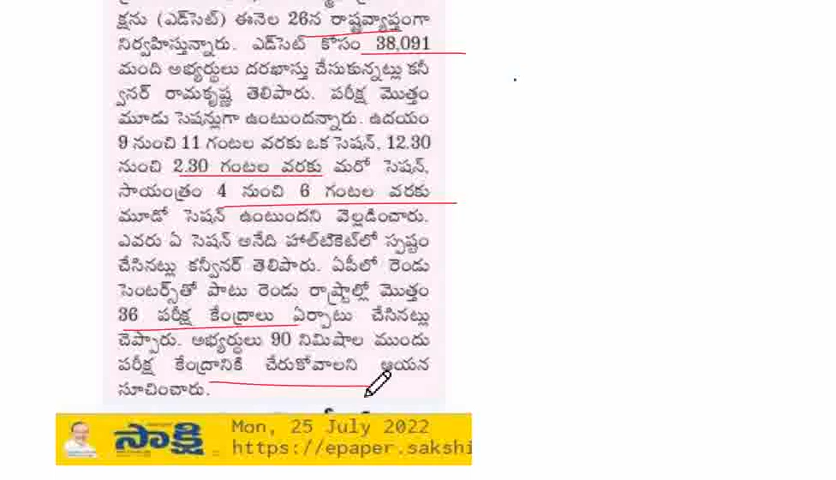 క్షను (ఎడ్‌సెట్) ఈనెల 26న రాష్ట్రవ్యాప్తంగా
నిర్వహిస్తున్నారు. ఎడ్‌సెట్ కోసం 38,091
మంది అభ్యర్థులు దరఖాస్తు చేసుకున్నట్లు కన్
వీనర్ రామకృష్ణ తెలిపారు. పరీక్ష మొత్తం
మూడు సెషన్లుగా ఉంటుందన్నారు. ఉదయం
9 నుంచి 11 గంటల వరకు ఒక సెషన్, 12.30
నుంచి 2.30 గంటల వరకు మరో సెషన్,
సాయంత్రం 4 నుంచి 6 గంటల వరకు
మూడో సెషన్ ఉంటుందని వెల్లడించారు.
ఎవరు ఏ సెషన్ అనేది హాల్‌టికెట్‌లో స్పష్టం
చేసినట్లు కన్వీనర్ తెలిపారు. ఏపీలో రెండు
సెంటర్స్‌తో పాటు రెండు రాష్ట్రాల్లో మొత్తం
36 పరీక్ష కేంద్రాలు ఏర్పాటు చేసినట్లు
చెప్పారు. అభ్యర్థులు 90 నిమిషాల ముందు
పరీక్ష కేంద్రానికి చేరుకోవాలని ఆయన
సూచించారు.
సాక్షి
Mon, 25 July 2022
https://epaper.sakshi